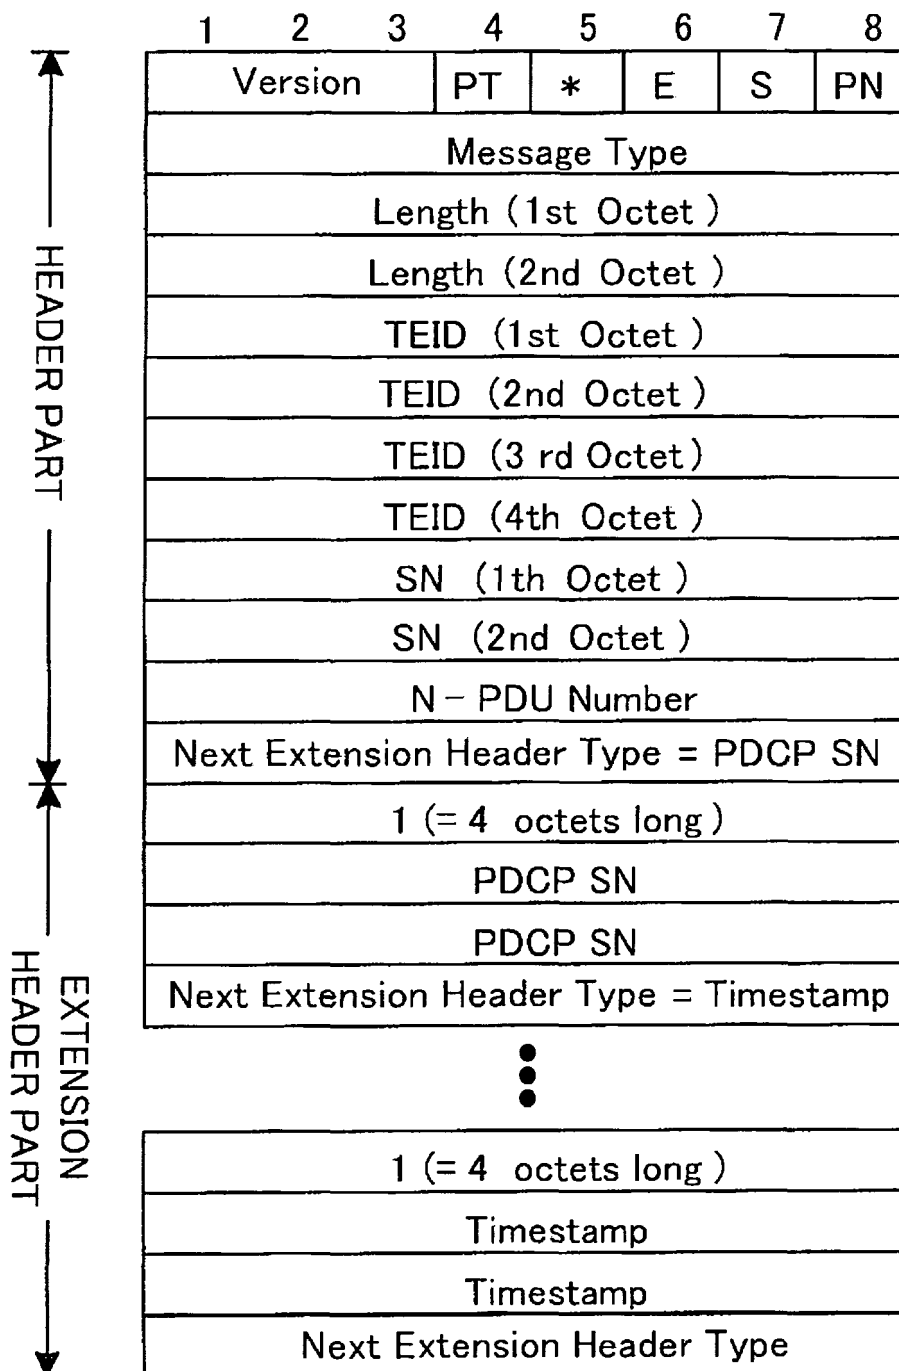 1 2 3 4 5 6 7 8
Version PT * E S PN
Message Type
Length (1st Octet)
Length (2nd Octet)
TEID (1st Octet)
TEID (2nd Octet)
TEID (3 rd Octet)
TEID (4th Octet)
SN (1th Octet)
SN (2nd Octet)
N-PDU Number
Next Extension Header Type = PDCP SN
HEADER PART
1 (= 4 octets long)
PDCP SN
PDCP SN
Next Extension Header Type = Timestamp
1 (= 4 octets long)
Timestamp
Timestamp
Next Extension Header Type
EXTENSION
HEADER PART